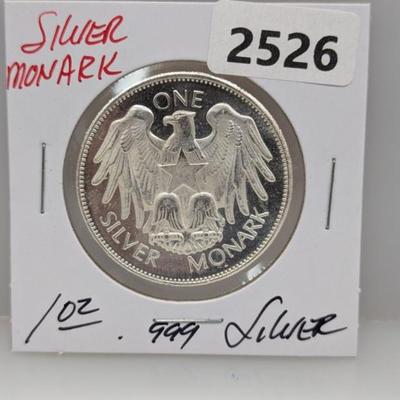 SILVER
MONARK
2526
ONE
SILVER MONARK
1oz .999 SILVER